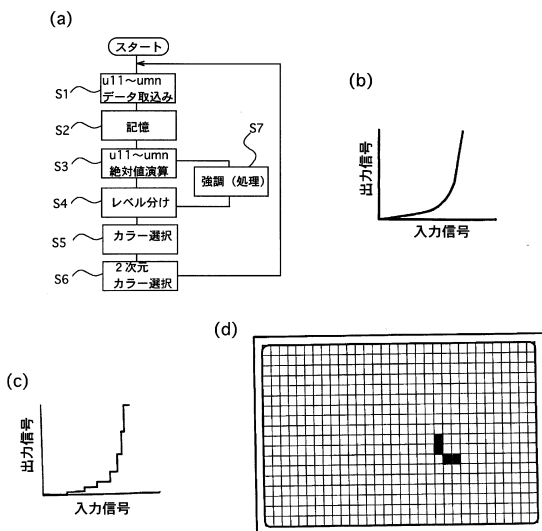 (a)
スタート
S1
u11～umn
データ取込み
S2
記憶
S3
u11～umn
絶対値演算
S7
強調（処理）
S4
レベル分け
S5
カラー選択
S6
2次元
カラー選択
(b)
出力信号
入力信号
(c)
出力信号
入力信号
(d)